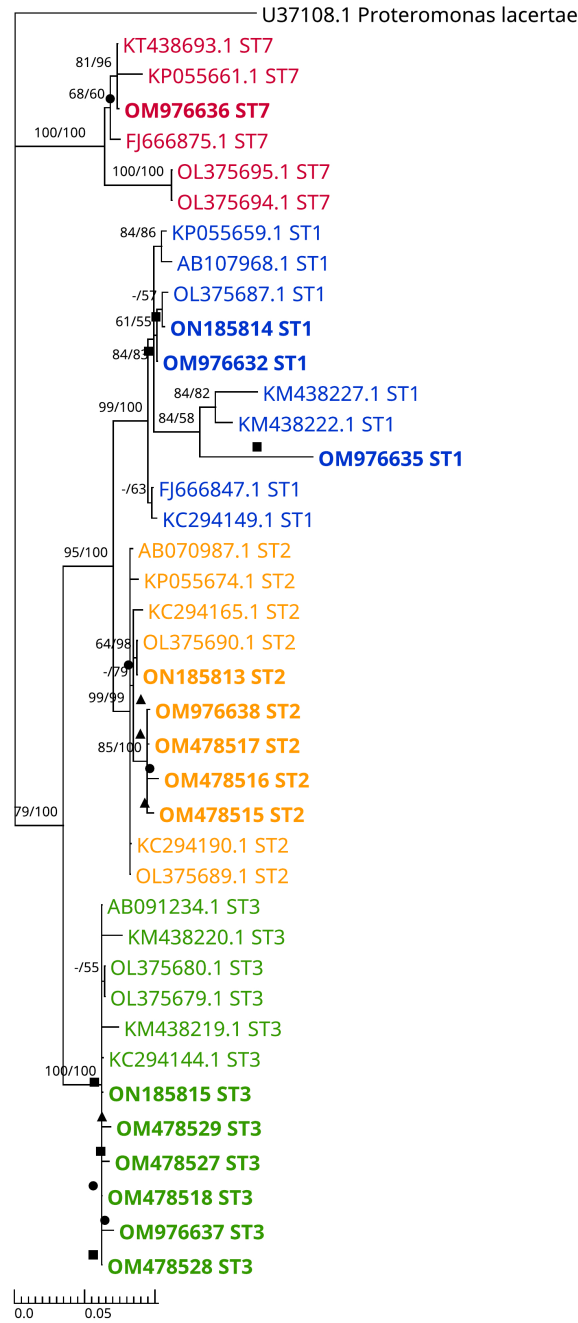 U37108.1 Proteromonas lacertae
KT438693.1 ST7
81/96
KP055661.1 ST7
68/60
OM976636 ST7
100/100
FJ666875.1 ST7
100/100
OL375695.1 ST7
OL375694.1 ST7
84/86
KP055659.1 ST1
AB107968.1 ST1
-/57
OL375687.1 ST1
61/55
ON185814 ST1
84/83
OM976632 ST1
84/82
KM438227.1 ST1
99/100
84/58
KM438222.1 ST1
OM976635 ST1
-/63
FJ666847.1 ST1
KC294149.1 ST1
95/100
AB070987.1 ST2
KP055674.1 ST2
KC294165.1 ST2
64/98
OL375690.1 ST2
-/79
ON185813 ST2
99/99
OM976638 ST2
85/100
OM478517 ST2
OM478516 ST2
79/100
OM478515 ST2
KC294190.1 ST2
OL375689.1 ST2
AB091234.1 ST3
KM438220.1 ST3
-/55
OL375680.1 ST3
OL375679.1 ST3
KM438219.1 ST3
KC294144.1 ST3
100/100
ON185815 ST3
OM478529 ST3
OM478527 ST3
OM478518 ST3
OM976637 ST3
OM478528 ST3
0.0 0.05